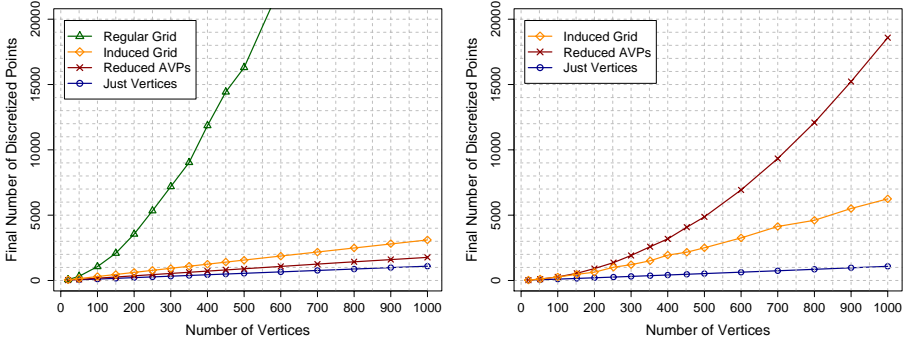 Final Number of Discretized Points
20000
15000
10000
5000
0
Regular Grid
Induced Grid
Reduced AVPs
Just Vertices
0 100 200 300 400 500 600 700 800 900 1000
Number of Vertices
Final Number of Discretized Points
20000
15000
10000
5000
0
Induced Grid
Reduced AVPs
Just Vertices
0 100 200 300 400 500 600 700 800 900 1000
Number of Vertices